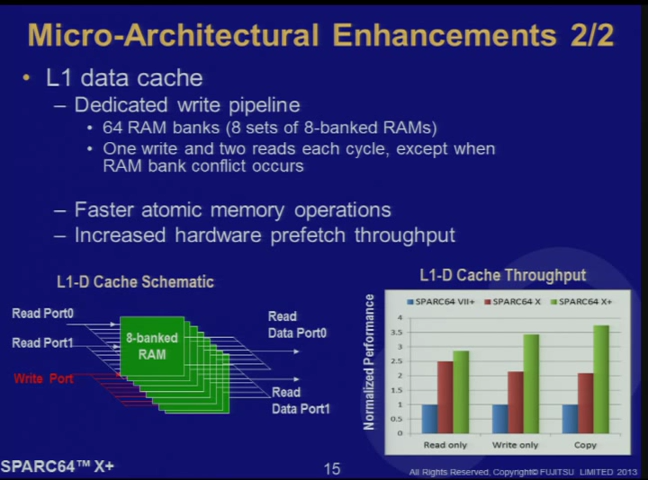 Micro-Architectural Enhancements 2/2
• L1 data cache
– Dedicated write pipeline
• 64 RAM banks (8 sets of 8-banked RAMs)
• One write and two reads each cycle, except when
RAM bank conflict occurs
– Faster atomic memory operations
– Increased hardware prefetch throughput
L1-D Cache Schematic
Read Port0
Read Port1
Write Port
8-banked
RAM
Read
Data Port0
Read
Data Port1
L1-D Cache Throughput
SPARC64 VII+ SPARC64 X SPARC64 X+
Normalized Performance
4
3.5
3
2.5
2
1.5
1
0.5
0
Read only Write only Copy
SPARC64™ X+
15
All Rights Reserved, Copyright© FUJITSU LIMITED 2013